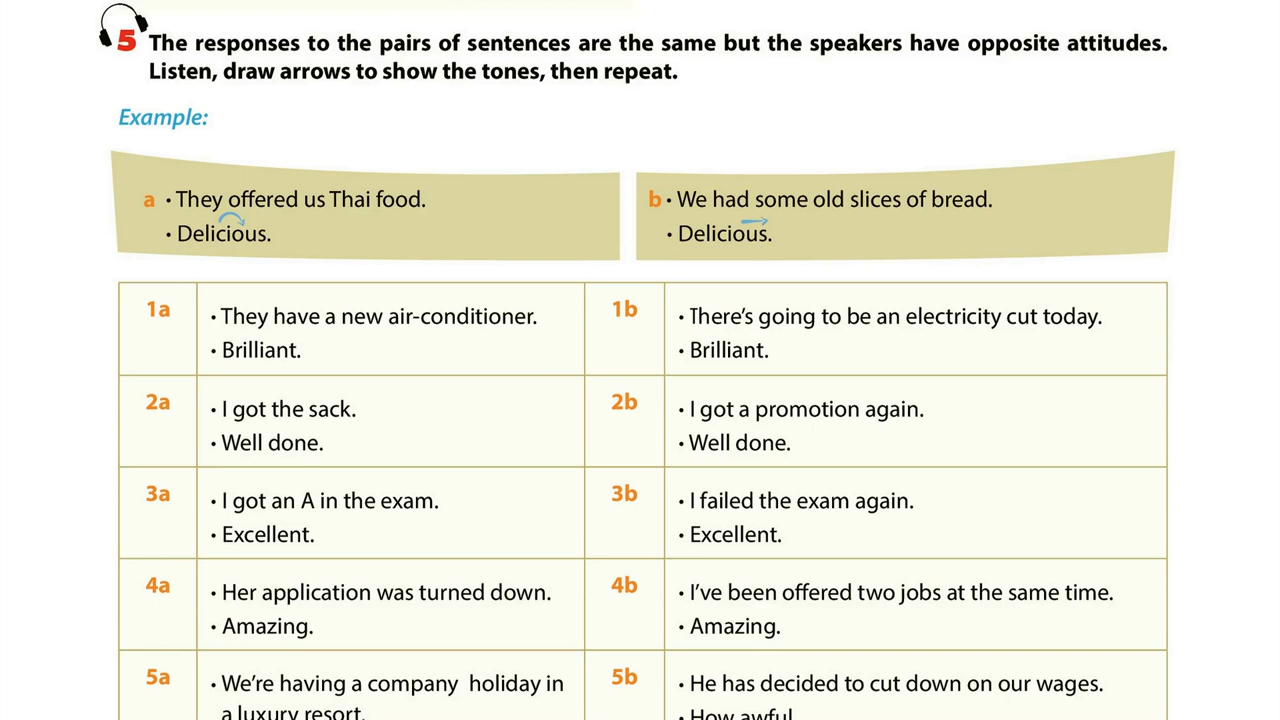 5 The responses to the pairs of sentences are the same but the speakers have opposite attitudes.
Listen, draw arrows to show the tones, then repeat.
Example:
a • They offered us Thai food.
• Delicious.
b • We had some old slices of bread.
• Delicious.
1a • They have a new air-conditioner.
• Brilliant.
1b • There's going to be an electricity cut today.
• Brilliant.
2a • I got the sack.
• Well done.
2b • I got a promotion again.
• Well done.
3a • I got an A in the exam.
• Excellent.
3b • I failed the exam again.
• Excellent.
4a • Her application was turned down.
• Amazing.
4b • I've been offered two jobs at the same time.
• Amazing.
5a • We're having a company holiday in
a luxury resort.
5b • He has decided to cut down on our wages.
• How awful.